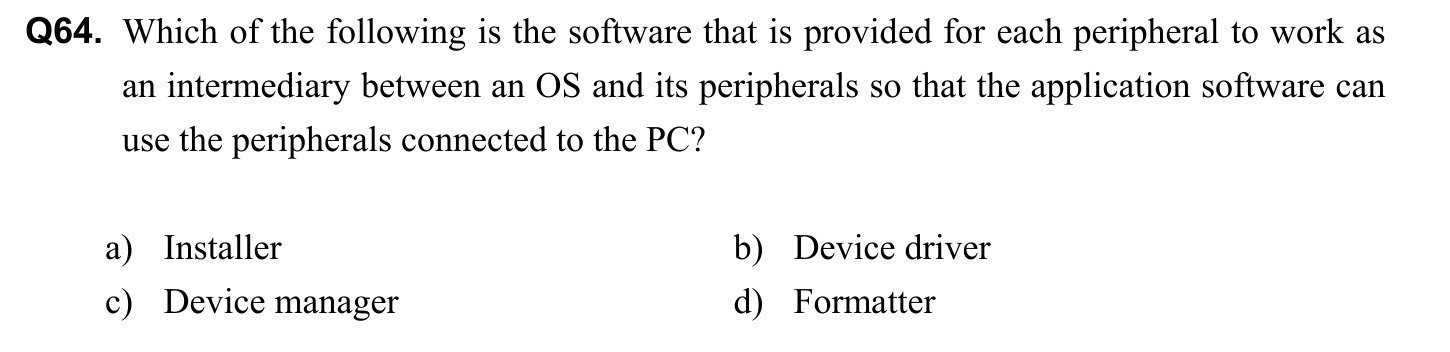 Q64. Which of the following is the software that is provided for each peripheral to work as
an intermediary between an OS and its peripherals so that the application software can
use the peripherals connected to the PC?
a) Installer b) Device driver
c) Device manager d) Formatter